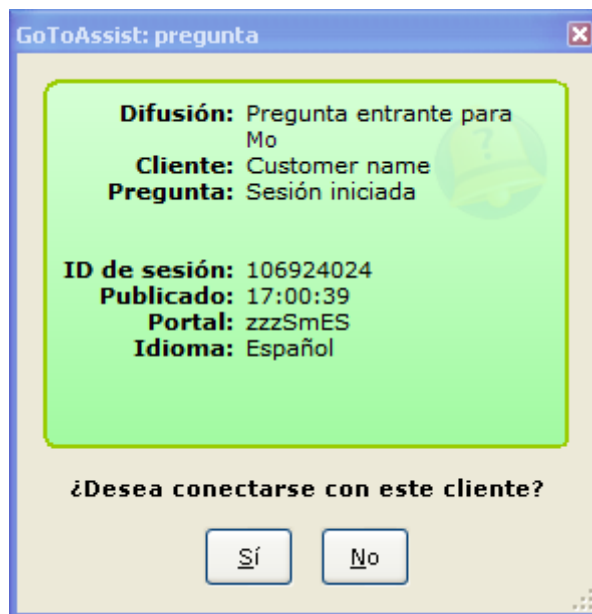 GoToAssist: pregunta
Difusión: Pregunta entrante para
Mo
Cliente: Customer name
Pregunta: Sesión iniciada
ID de sesión: 106924024
Publicado: 17:00:39
Portal: zzzSmES
Idioma: Español
¿Desea conectarse con este cliente?
Sí No